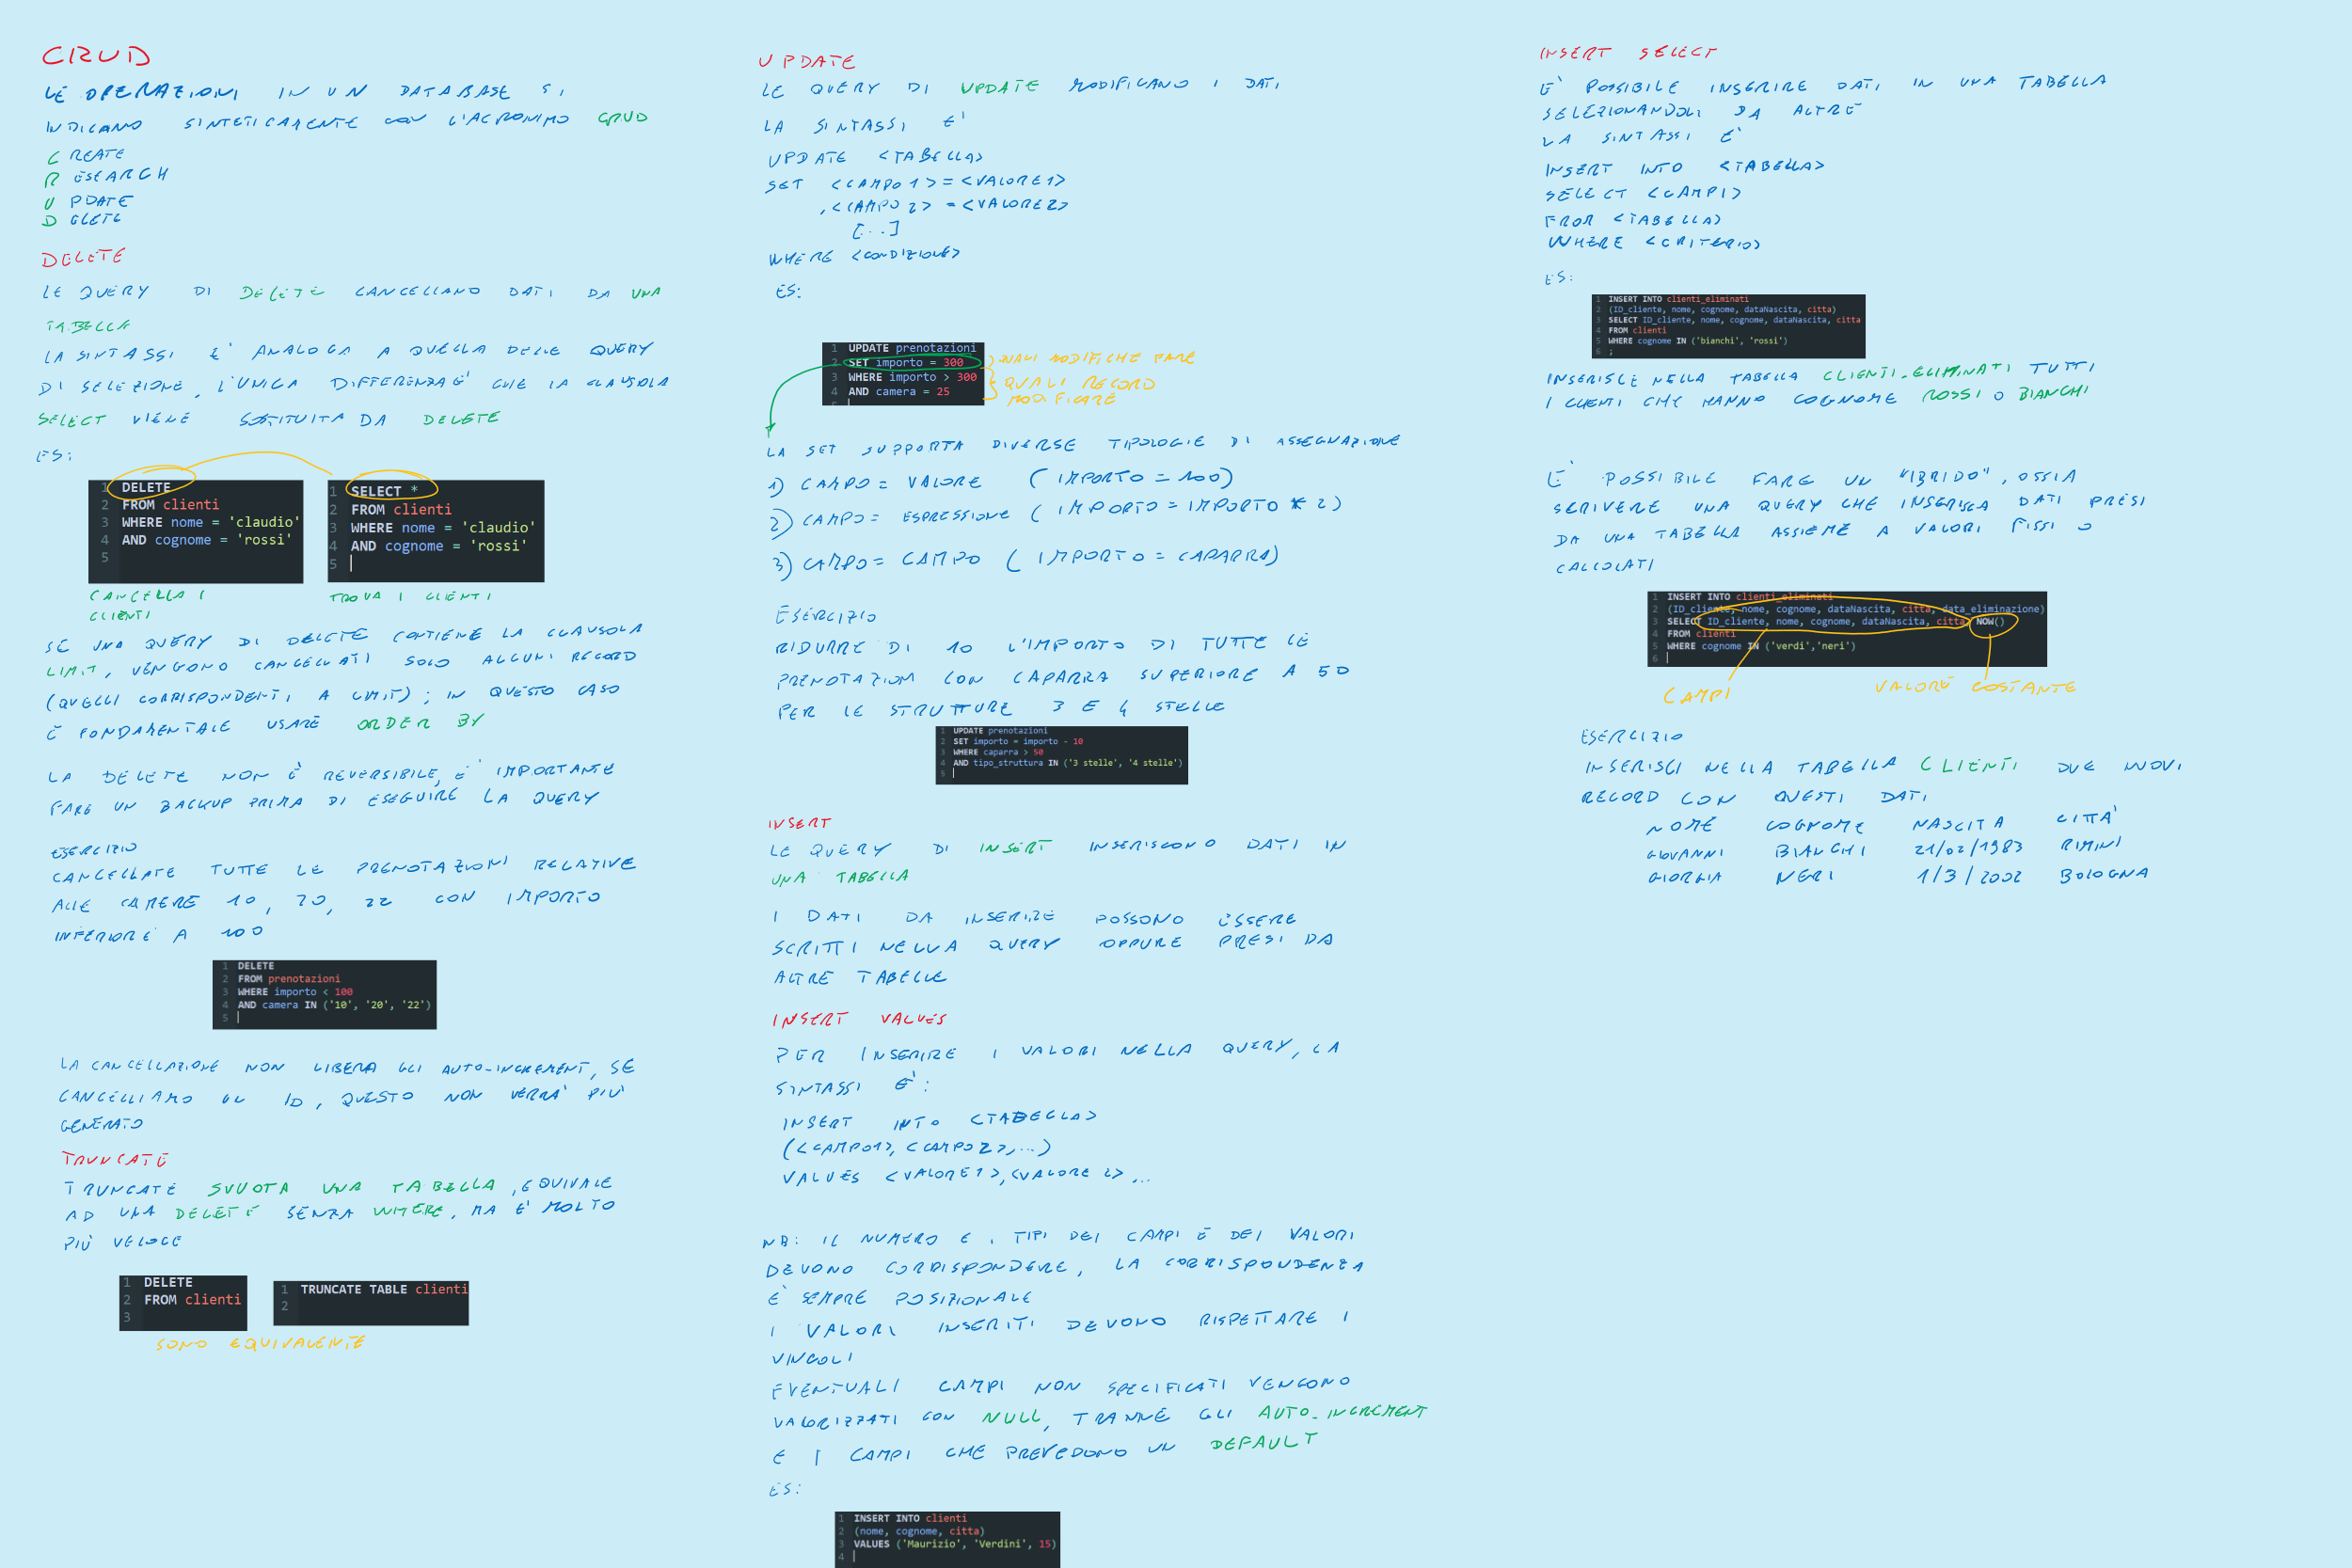 CRUD
LE OPERAZIONI IN UN DATABASE SI
INDICANO SINTETICAMENTE CON L'ACRONIMO CRUD
CREATE
RESEARCH
UPDATE
DELETE
DELETE
LE QUERY DI DELETE CANCELLANO DATI DA UNA
TABELLA
LA SINTASSI E' ANALOGA A QUELLA DELLE QUERY
DI SELEZIONE, L'UNICA DIFFERENZA E' CHE LA CLAUSOLA
SELECT VIENE SOSTITUITA DA DELETE
ES:
1 DELETE
2 FROM clienti
3 WHERE nome = 'claudio'
4 AND cognome = 'rossi'
5
1 SELECT *
2 FROM clienti
3 WHERE nome = 'claudio'
4 AND cognome = 'rossi'
5
CANCELLA I
CLIENTI
TROVA I CLIENTI
SE UNA QUERY DI DELETE CONTIENE LA CLAUSOLA
LIMIT, VENGONO CANCELLATI SOLO ALCUNI RECORD
(QUELLI CORRISPONDENTI A LIMIT); IN QUESTO CASO
È FONDAMENTALE USARE ORDER BY
LA DELETE NON È REVERSIBILE, E' IMPORTANTE
FARE UN BACKUP PRIMA DI ESEGUIRE LA QUERY
ESERCIZIO
CANCELLATE TUTTE LE PRENOTAZIONI RELATIVE
ALLE CAMERE 10, 20, 22 CON IMPORTO
INFERIORE A 100
1 DELETE
2 FROM prenotazioni
3 WHERE importo < 100
4 AND camera IN ('10', '20', '22')
5
LA CANCELLAZIONE NON LIBERA GLI AUTO-INCREMENT, SE
CANCELLIAMO UN ID, QUESTO NON VERRA' PIU'
GENERATO
TRUNCATE
TRUNCATE SVUOTA UNA TABELLA, EQUIVALE
AD UNA DELETE SENZA WHERE, MA E' MOLTO
PIÙ VELOCE
1 DELETE
2 FROM clienti
3
1 TRUNCATE TABLE clienti
2
SONO EQUIVALENTE
UPDATE
LE QUERY DI UPDATE MODIFICANO I DATI
LA SINTASSI E'
UPDATE <TABELLA>
SET <CAMPO1>=<VALORE1>
,<CAMPO2>=<VALORE2>
[...]
WHERE <CONDIZIONE>
ES:
1 UPDATE prenotazioni
2 SET importo = 300
3 WHERE importo > 300
4 AND camera = 25
QUALI MODIFICHE FARE
QUALI RECORD
MODIFICARE
LA SET SUPPORTA DIVERSE TIPOLOGIE DI ASSEGNAZIONE
1) CAMPO = VALORE (IMPORTO = 100)
2) CAMPO = ESPRESSIONE (IMPORTO = IMPORTO * 2)
3) CAMPO = CAMPO (IMPORTO = CAPARRA)
ESERCIZIO
RIDURRE DI 10 L'IMPORTO DI TUTTE LE
PRENOTAZIONI CON CAPARRA SUPERIORE A 50
PER LE STRUTTURE 3 E 4 STELLE
1 UPDATE prenotazioni
2 SET importo = importo - 10
3 WHERE caparra > 50
4 AND tipo_struttura IN ('3 stelle', '4 stelle')
5
INSERT
LE QUERY DI INSERT INSERISCONO DATI IN
UNA TABELLA
I DATI DA INSERIRE POSSONO ESSERE
SCRITTI NELLA QUERY OPPURE PRESI DA
ALTRE TABELLE
INSERT VALUES
PER INSERIRE I VALORI NELLA QUERY, LA
SINTASSI E':
INSERT INTO <TABELLA>
(<CAMPO1>, <CAMPO2>,...)
VALUES <VALORE1>,<VALORE2>,...
NB: IL NUMERO E I TIPI DEI CAMPI E DEI VALORI
DEVONO CORRISPONDERE, LA CORRISPONDENZA
E' SEMPRE POSIZIONALE
I VALORI INSERITI DEVONO RISPETTARE I
VINCOLI
EVENTUALI CAMPI NON SPECIFICATI VENGONO
VALORIZZATI CON NULL, TRANNE GLI AUTO-INCREMENT
E I CAMPI CHE PREVEDONO UN DEFAULT
ES:
1 INSERT INTO clienti
2 (nome, cognome, citta)
3 VALUES ('Maurizio', 'Verdini', 15)
4
INSERT SELECT
E' POSSIBILE INSERIRE DATI IN UNA TABELLA
SELEZIONANDOLI DA ALTRE
LA SINTASSI E'
INSERT INTO <TABELLA>
SELECT <CAMPI>
FROM <TABELLA>
WHERE <CRITERIO>
ES:
1 INSERT INTO clienti_eliminati
2 (ID_cliente, nome, cognome, dataNascita, citta)
3 SELECT ID_cliente, nome, cognome, dataNascita, citta
4 FROM clienti
5 WHERE cognome IN ('bianchi', 'rossi')
6 ;
INSERISCE NELLA TABELLA CLIENTI_ELIMINATI TUTTI
I CLIENTI CHE HANNO COGNOME ROSSI O BIANCHI
E' POSSIBILE FARE UN "IBRIDO", OSSIA
SCRIVERE UNA QUERY CHE INSERISCA DATI PRESI
DA UNA TABELLA ASSIEME A VALORI FISSI O
CALCOLATI
1 INSERT INTO clienti_eliminati
2 (ID_cliente, nome, cognome, dataNascita, citta, data_eliminazione)
3 SELECT ID_cliente, nome, cognome, dataNascita, citta, NOW()
4 FROM clienti
5 WHERE cognome IN ('verdi','neri')
6
CAMPI
VALORE COSTANTE
ESERCIZIO
INSERISCI NELLA TABELLA CLIENTI DUE NUOVI
RECORD CON QUESTI DATI
NOME COGNOME NASCITA CITTA'
GIOVANNI BIANCHI 21/02/1983 RIMINI
GIORGIA NERI 1/3/2002 BOLOGNA